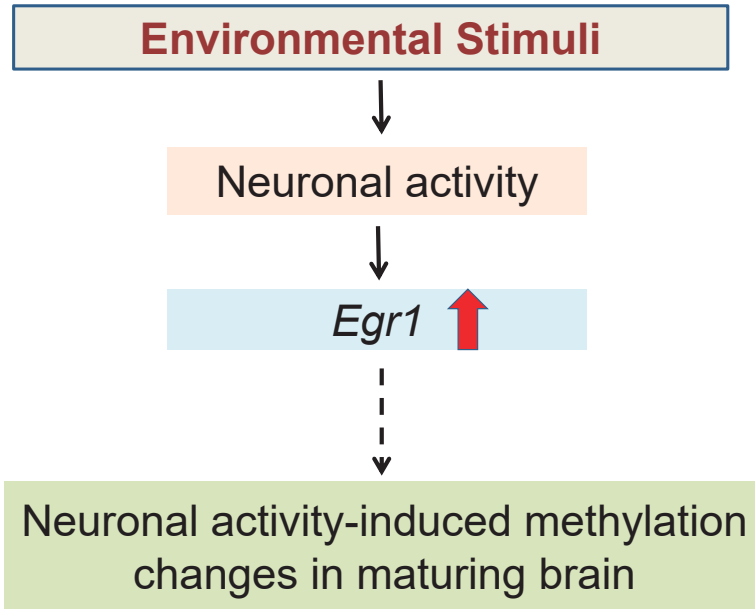 Environmental Stimuli
Neuronal activity
Egr1
Neuronal activity-induced methylation
changes in maturing brain